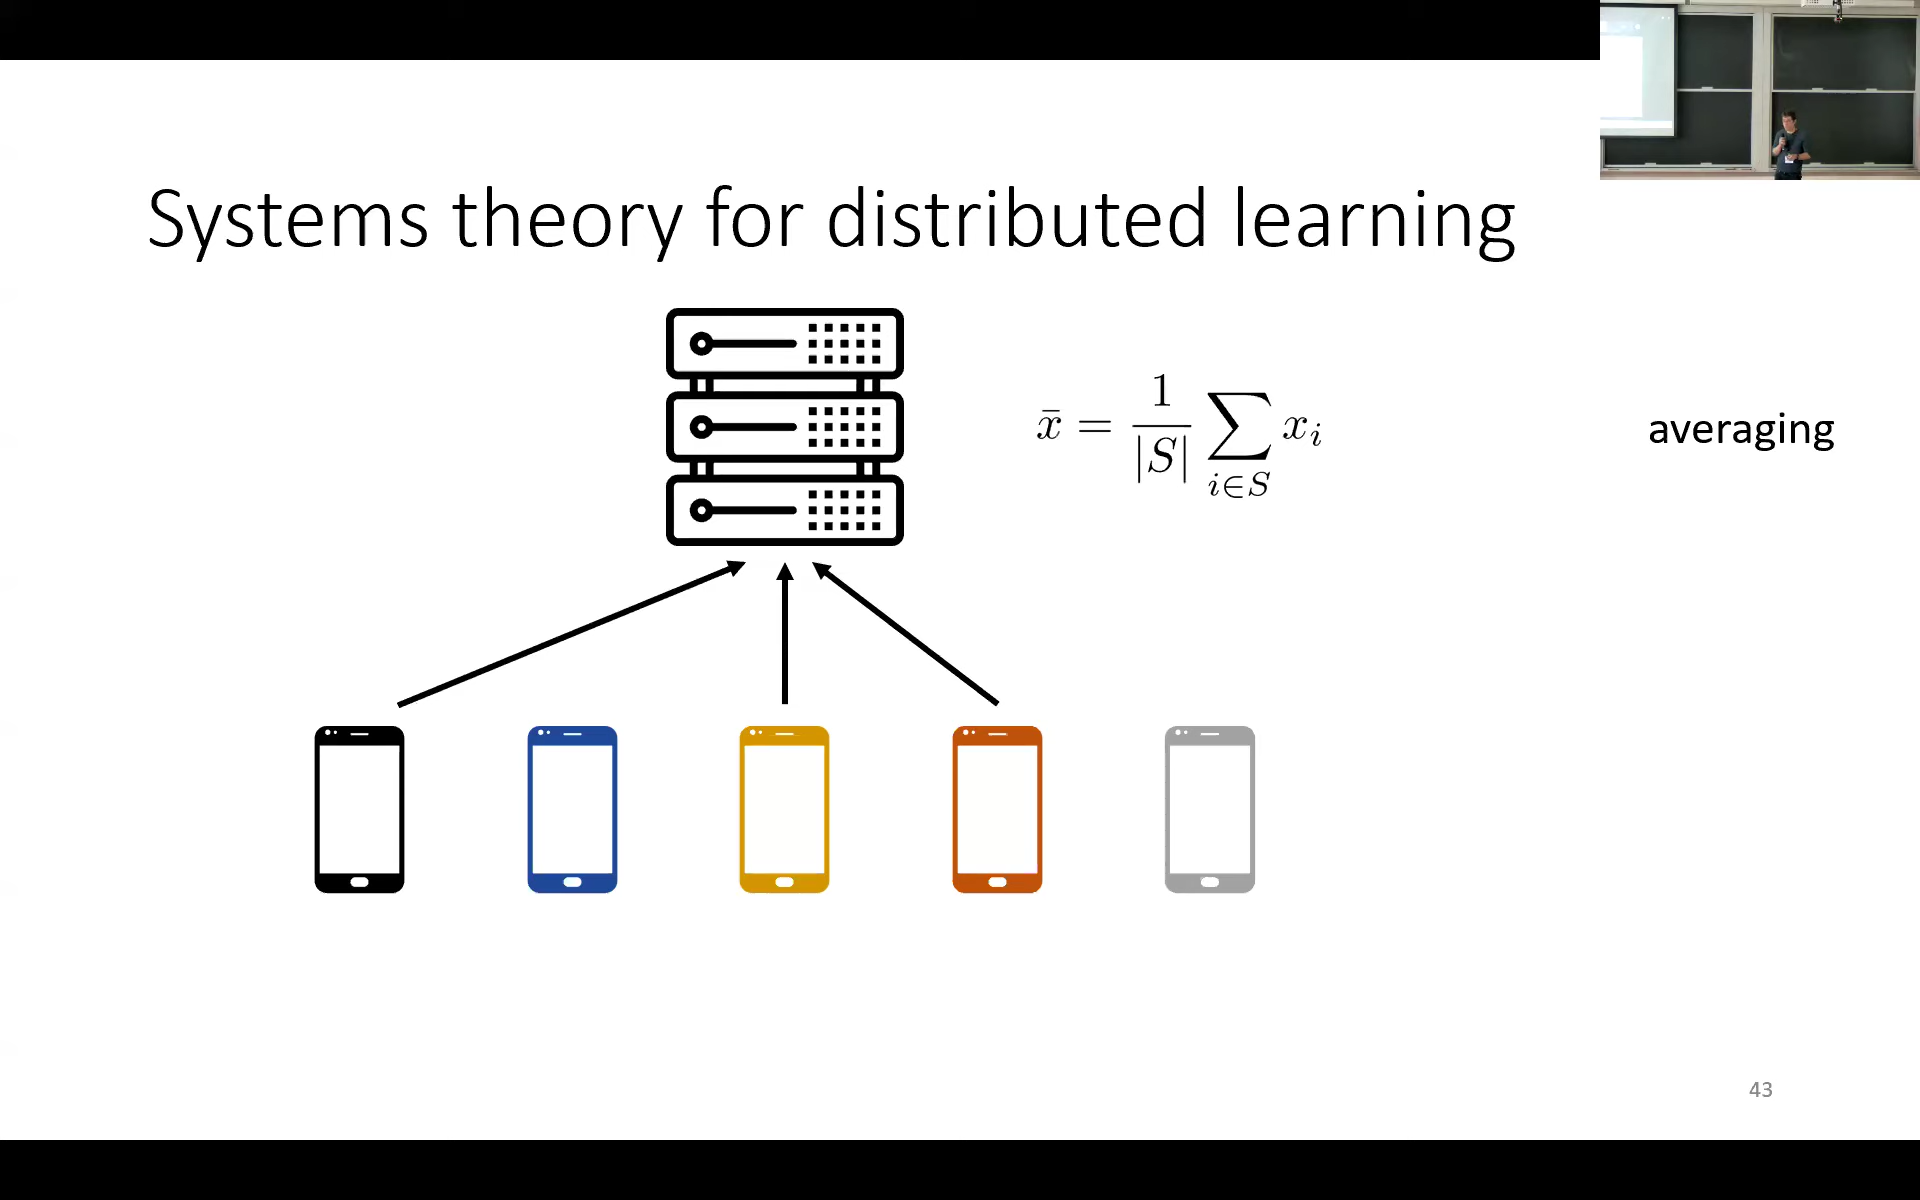 Systems theory for distributed learning
x̄ = 1/|S| ∑_{i∈S} x_i
averaging
43